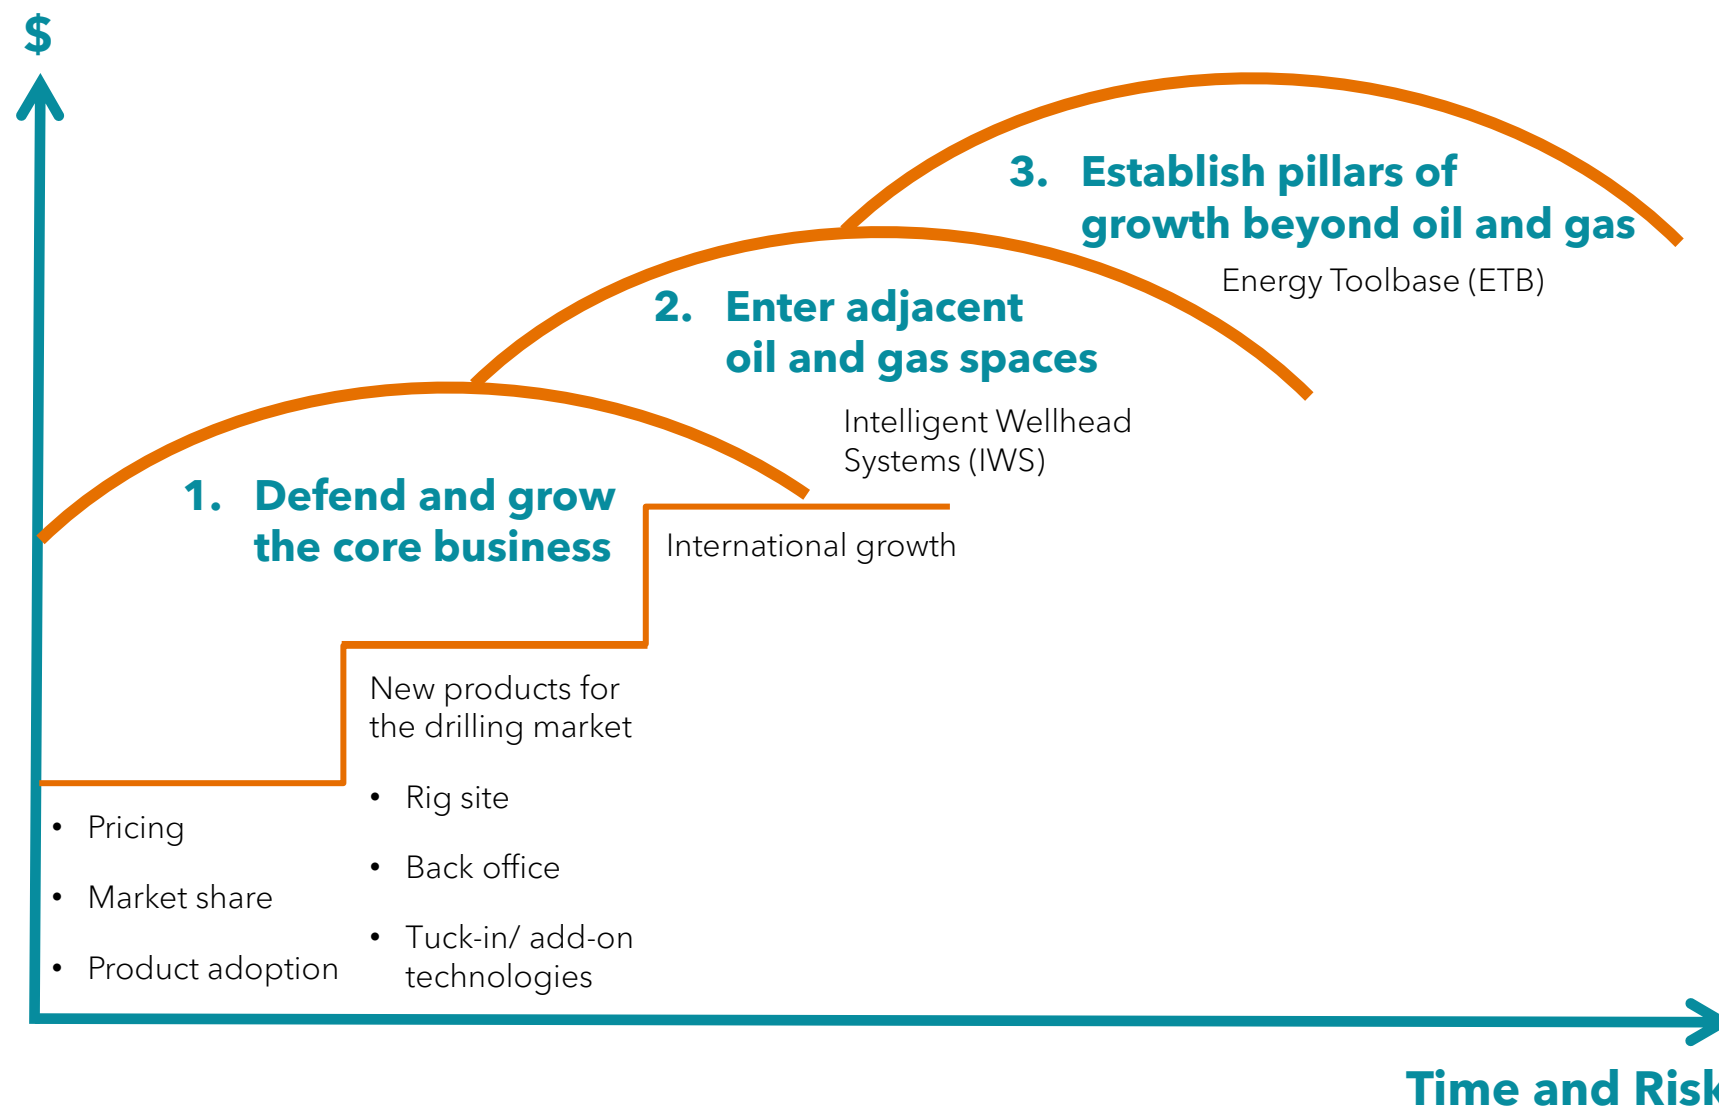 $
3. Establish pillars of
growth beyond oil and gas
Energy Toolbase (ETB)
2. Enter adjacent
oil and gas spaces
Intelligent Wellhead
Systems (IWS)
1. Defend and grow
the core business
International growth
New products for
the drilling market
• Rig site
• Back office
• Tuck-in/ add-on
technologies
• Pricing
• Market share
• Product adoption
Time and Risk